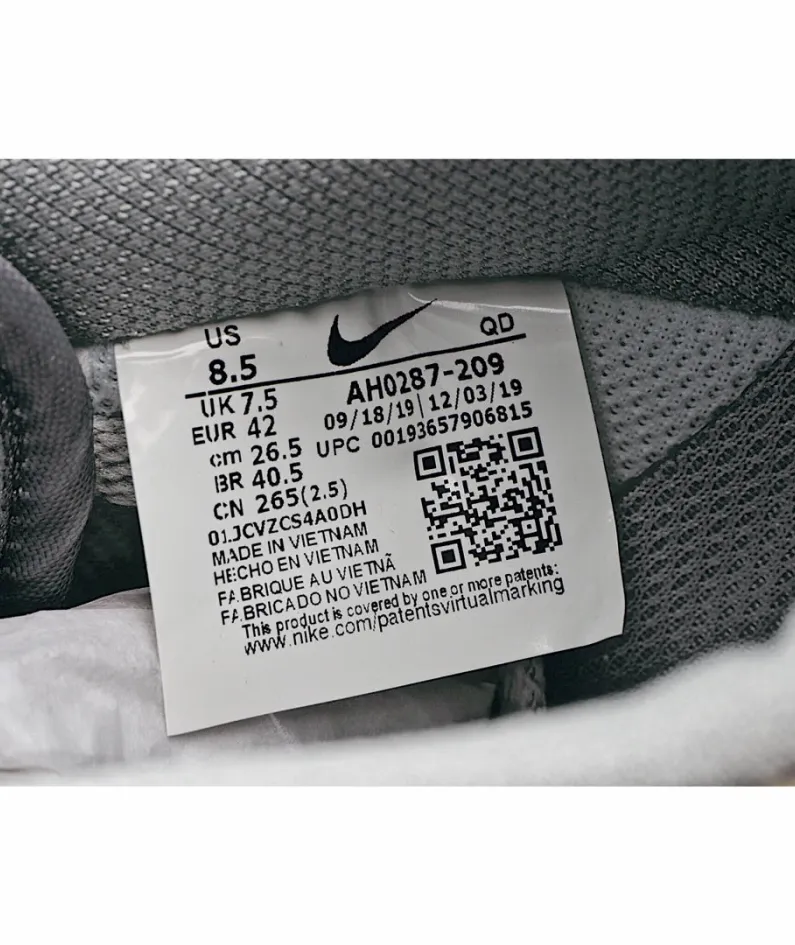 US
QD
8.5
UK 7.5
AH0287-209
EUR 42
09/18/19|12/03/19
cm 26.5
UPC 00193657906815
BR 40.5
CN 265(2.5)
01JCVZCS4A0DH
MADE IN VIETNAM
HECHO EN VIETNAM
FABRIQUE AU VIETNÃ
FABRICADO NO VIETNAM
This product is covered by one or more patents:
www.nike.com/patentsvirtualmarking